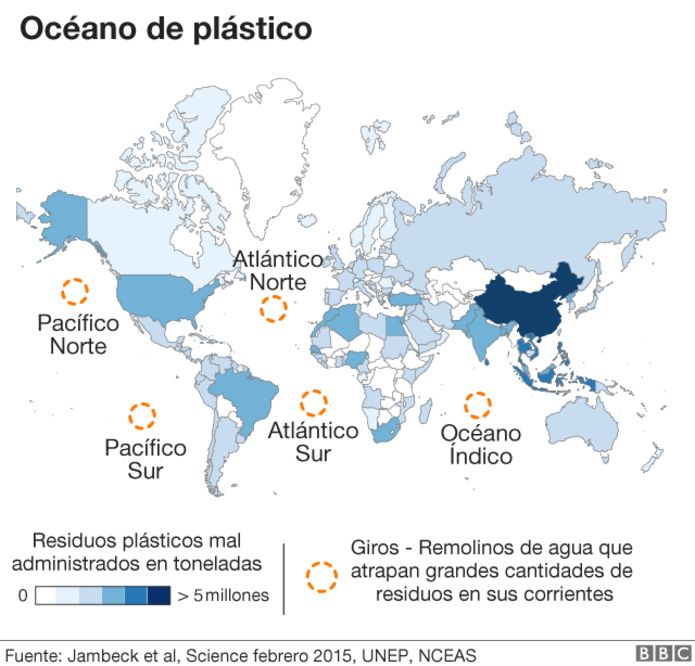 Océano de plástico
Atlántico
Norte
Pacífico
Norte
Pacífico
Sur
Atlántico
Sur
Océano
Índico
Residuos plásticos mal
administrados en toneladas
0 > 5 millones
Giros - Remolinos de agua que
atrapan grandes cantidades de
residuos en sus corrientes
Fuente: Jambeck et al, Science febrero 2015, UNEP, NCEAS
BBC